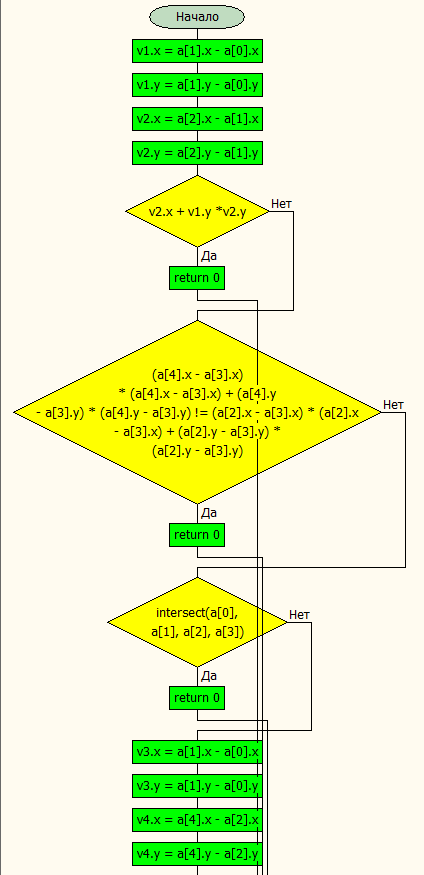 Начало
v1.x = a[1].x - a[0].x
v1.y = a[1].y - a[0].y
v2.x = a[2].x - a[1].x
v2.y = a[2].y - a[1].y
v2.x + v1.y *v2.y
Нет
Да
return 0
(a[4].x - a[3].x)
* (a[4].x - a[3].x) + (a[4].y
- a[3].y) * (a[4].y - a[3].y) != (a[2].x - a[3].x) * (a[2].x
- a[3].x) + (a[2].y - a[3].y) *
(a[2].y - a[3].y)
Нет
Да
return 0
intersect(a[0],
a[1], a[2], a[3])
Нет
Да
return 0
v3.x = a[1].x - a[0].x
v3.y = a[1].y - a[0].y
v4.x = a[4].x - a[2].x
v4.y = a[4].y - a[2].y